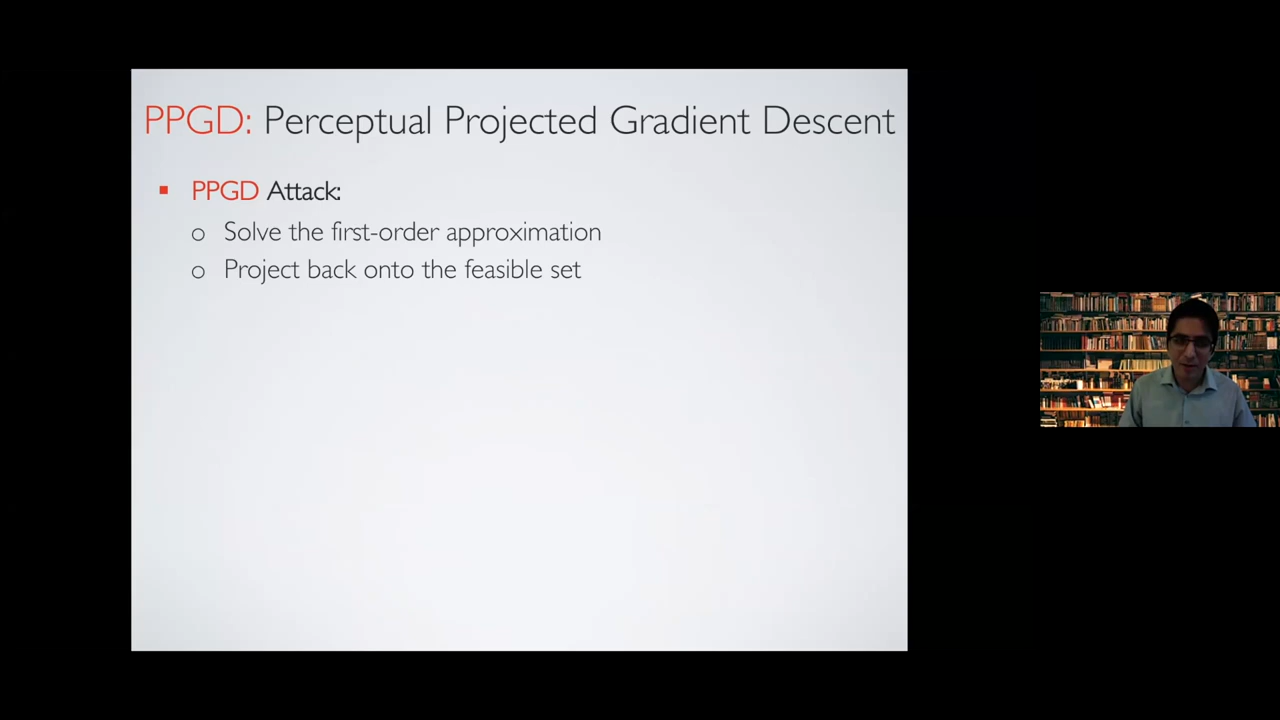 PPGD: Perceptual Projected Gradient Descent
▪ PPGD Attack:
o Solve the first-order approximation
o Project back onto the feasible set